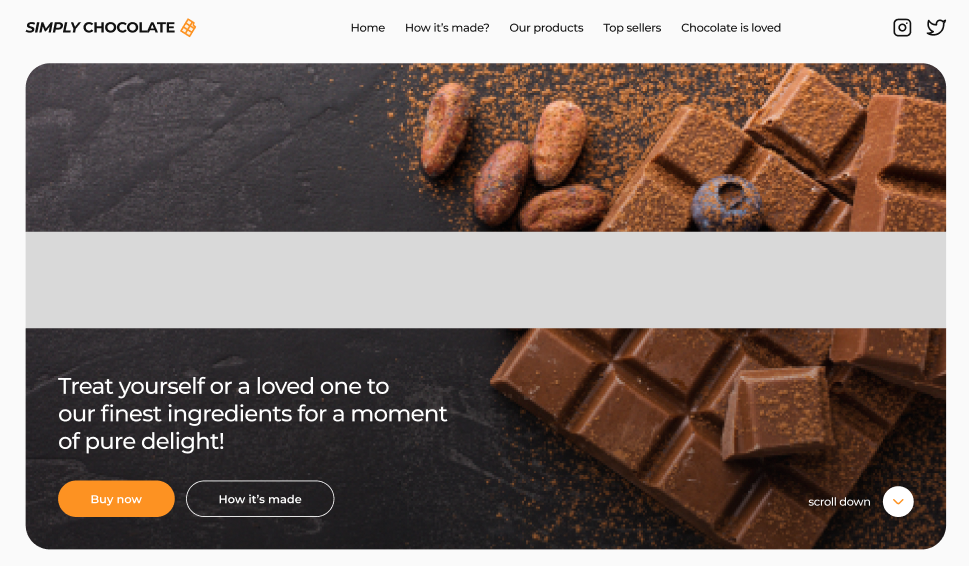 SIMPLY CHOCOLATE
Home
How it's made?
Our products
Top sellers
Chocolate is loved
Treat yourself or a loved one to
our finest ingredients for a moment
of pure delight!
Buy now
How it's made
scroll down